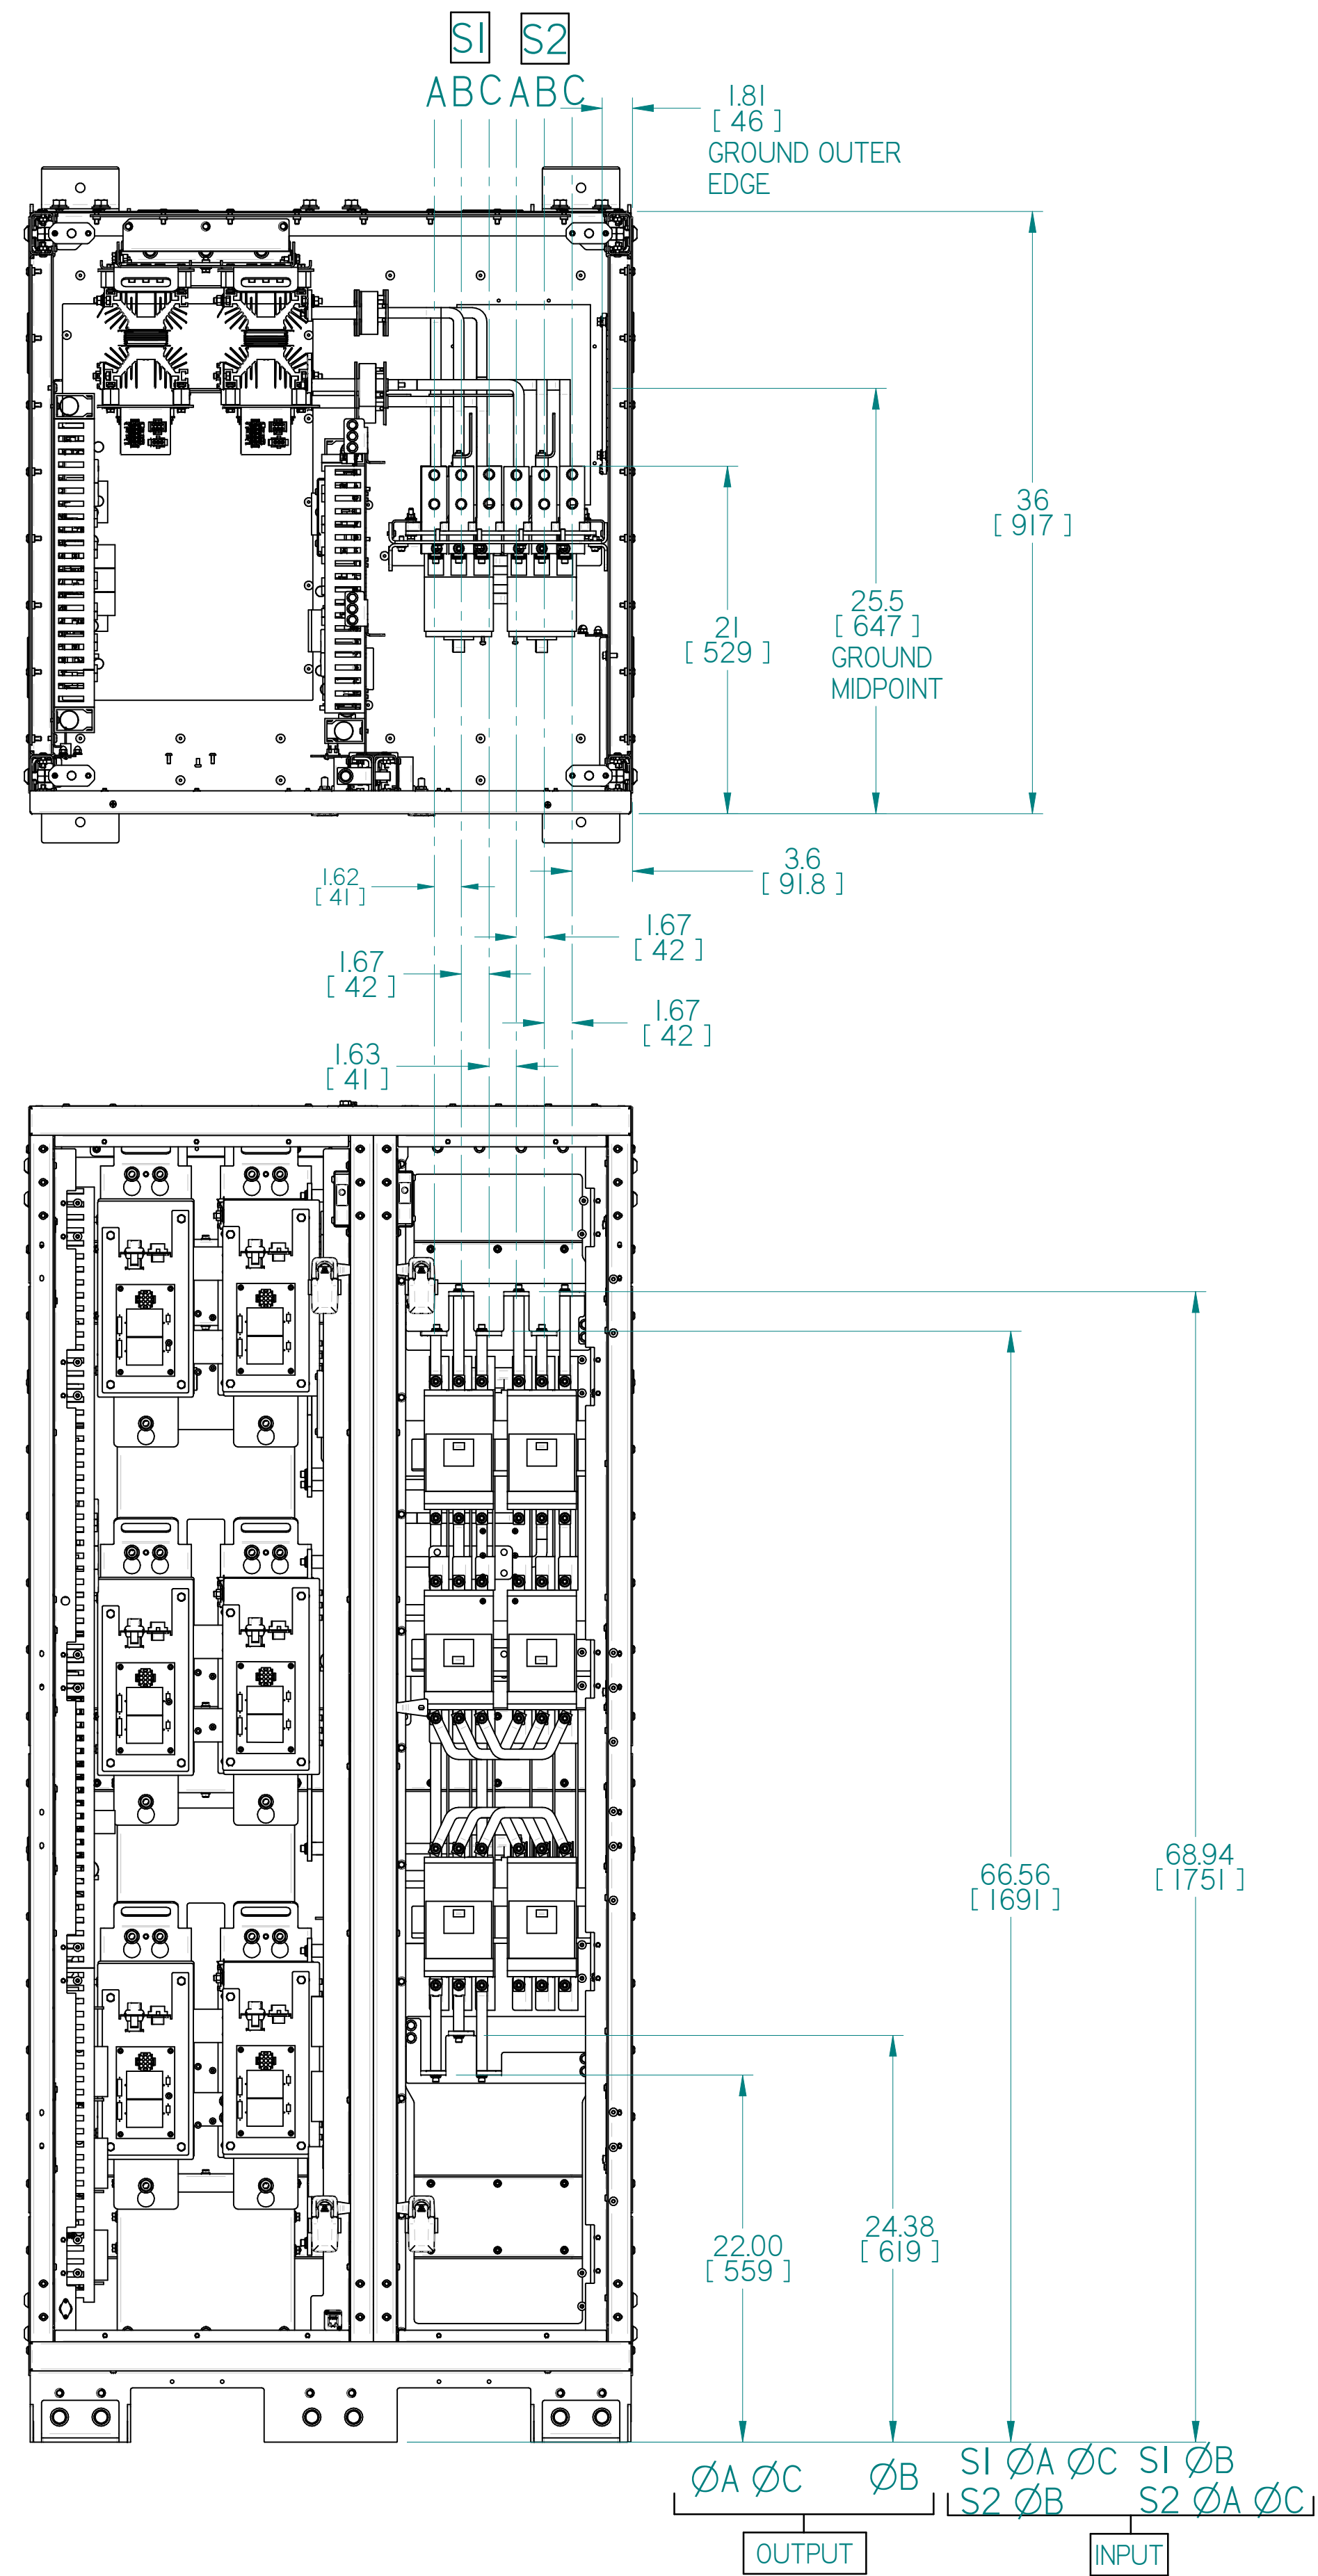 S1 S2
ABC ABC
1.81
[ 46 ]
GROUND OUTER
EDGE
36
[ 917 ]
25.5
[ 647 ]
GROUND
MIDPOINT
21
[ 529 ]
3.6
[ 91.8 ]
1.62
[ 41 ]
1.67
[ 42 ]
1.67
[ 42 ]
1.67
[ 42 ]
1.63
[ 41 ]
68.94
[ 1751 ]
66.56
[ 1691 ]
24.38
[ 619 ]
22.00
[ 559 ]
ØA ØC ØB
S1 ØA ØC S1 ØB
S2 ØB S2 ØA ØC
OUTPUT INPUT